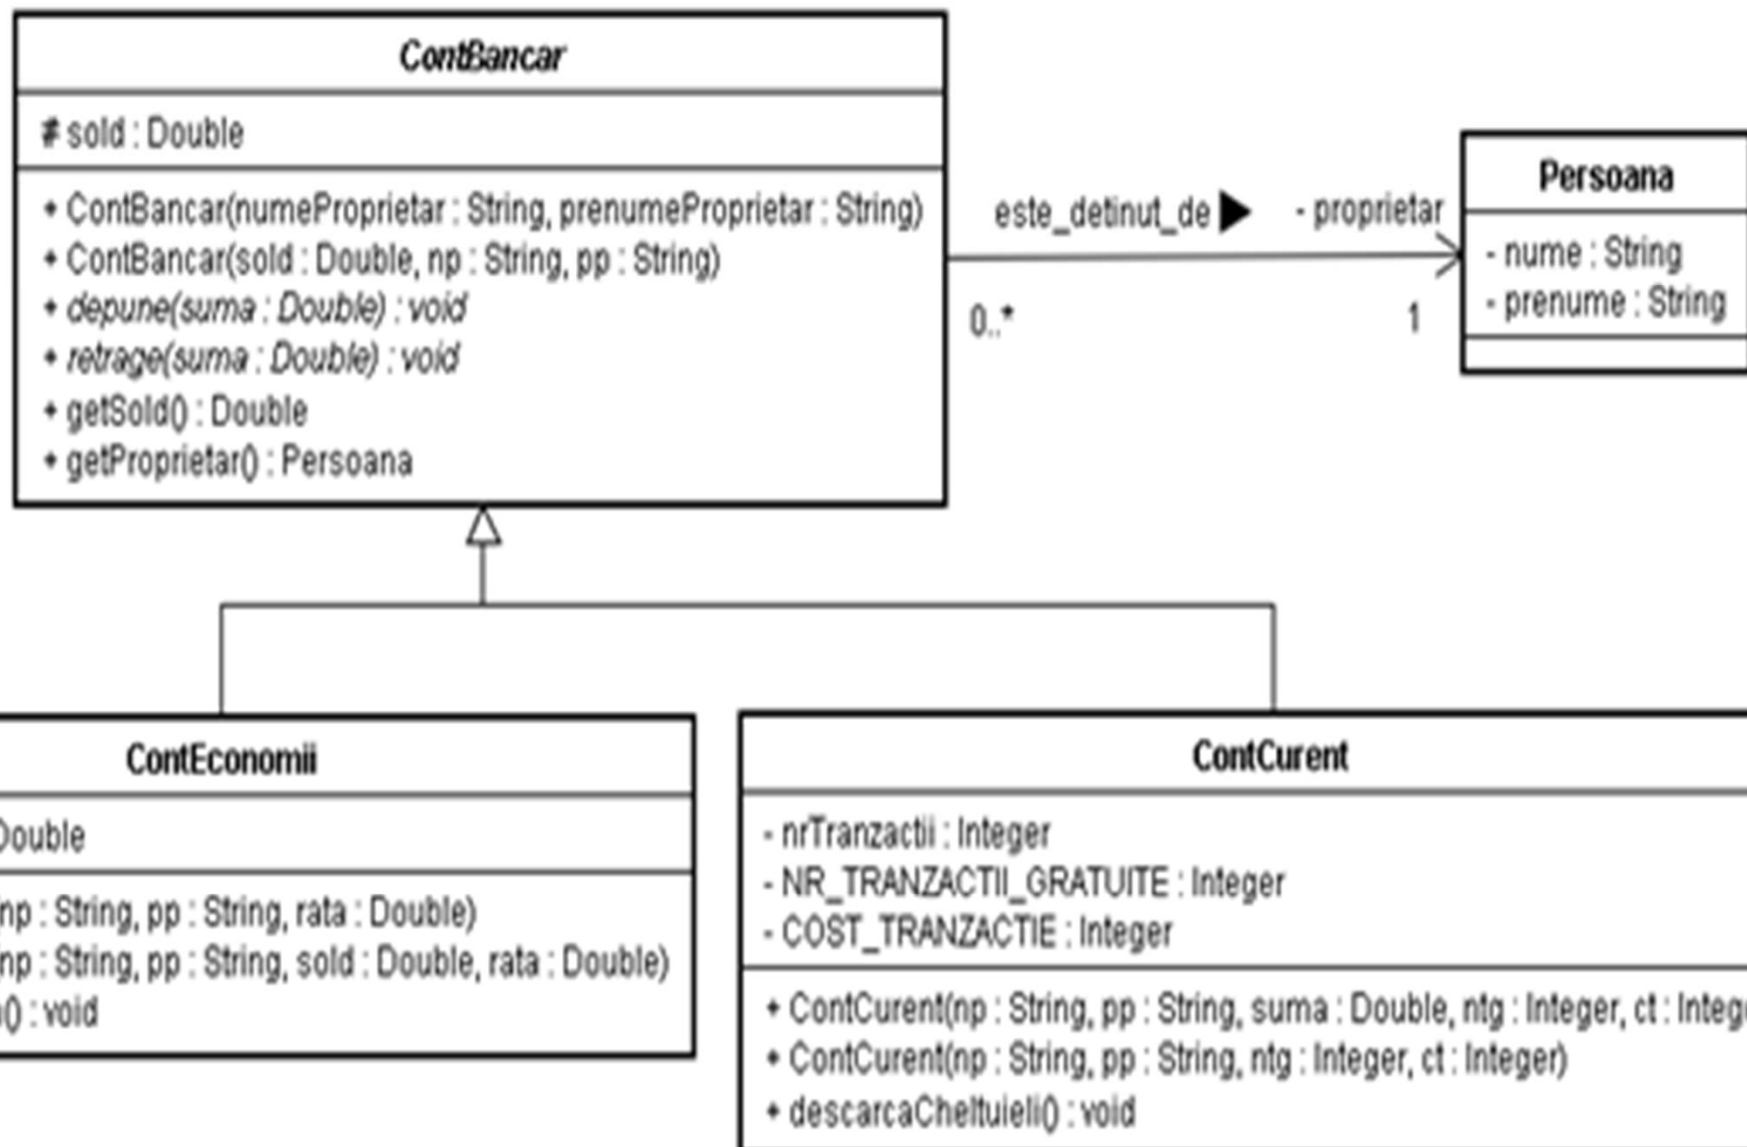 ContBancar
# sold : Double
+ ContBancar(numeProprietar : String, prenumeProprietar : String)
+ ContBancar(sold : Double, np : String, pp : String)
+ depune(suma : Double) : void
+ retrage(suma : Double) : void
+ getSold() : Double
+ getProprietar() : Persoana
este_detinut_de ▶ - proprietar
0..* 1
Persoana
- nume : String
- prenume : String
ContEconomii
Double
np : String, pp : String, rata : Double)
np : String, pp : String, sold : Double, rata : Double)
() : void
ContCurent
- nrTranzactii : Integer
- NR_TRANZACTII_GRATUITE : Integer
- COST_TRANZACTIE : Integer
+ ContCurent(np : String, pp : String, suma : Double, ntg : Integer, ct : Intege
+ ContCurent(np : String, pp : String, ntg : Integer, ct : Integer)
+ descarcaCheltuieli() : void